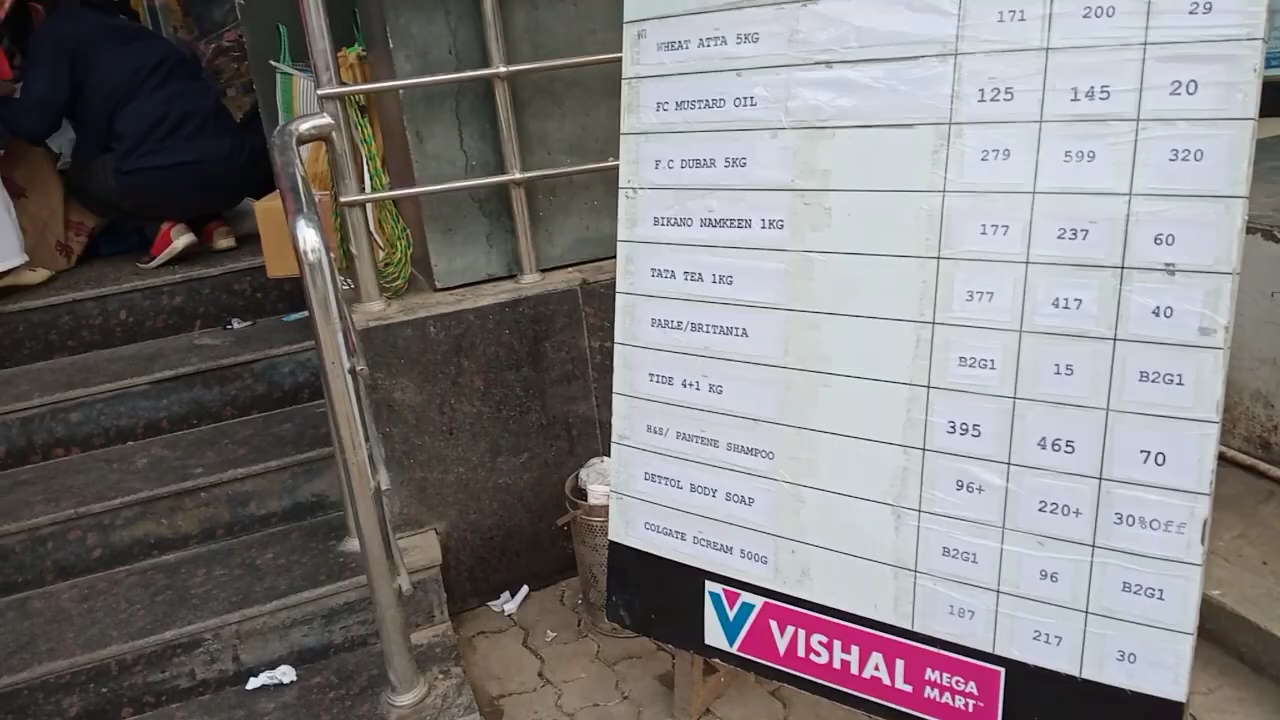 WHEAT ATTA 5KG 171 200 29
FC MUSTARD OIL 125 145 20
F.C DUBAR 5KG 279 599 320
BIKANO NAMKEEN 1KG 177 237 60
TATA TEA 1KG 377 417 40
PARLE/BRITANIA B2G1 15 B2G1
TIDE 4+1 KG 395 465 70
H&S/ PANTENE SHAMPOO 96+ 220+ 30%Off
DETTOL BODY SOAP B2G1 96 B2G1
COLGATE DCREAM 500G 187 217 30
VISHAL MEGA MART™